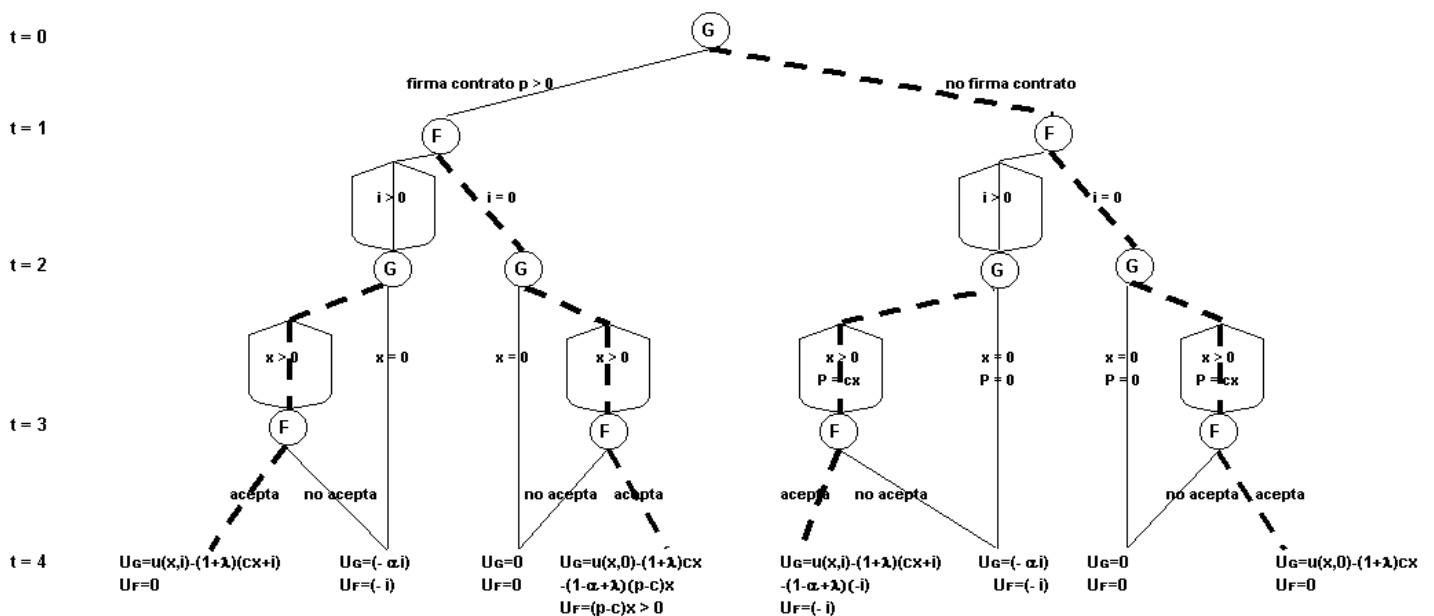 t = 0
G
firma contrato p > 0
no firma contrato
t = 1
F
F
i > 0
i = 0
i > 0
i = 0
t = 2
G
G
G
G
x > 0
x = 0
x = 0
x > 0
x > 0
x = 0
x = 0
x > 0
P = cx
P = 0
P = 0
P = cx
t = 3
F
F
F
F
acepta
no acepta
no acepta
acepta
acepta
no acepta
no acepta
acepta
t = 4
UG=u(x,i)-(1+λ)(cx+i)
UG=(- αi)
UG=0
UG=u(x,0)-(1+λ)cx
UG=u(x,i)-(1+λ)(cx+i)
UG=(- αi)
UG=0
UG=u(x,0)-(1+λ)cx
UF=0
UF=(- i)
UF=0
-(1-α+λ)(p-c)x
-(1-α+λ)(-i)
UF=(- i)
UF=0
UF=0
UF=(p-c)x > 0
UF=(- i)